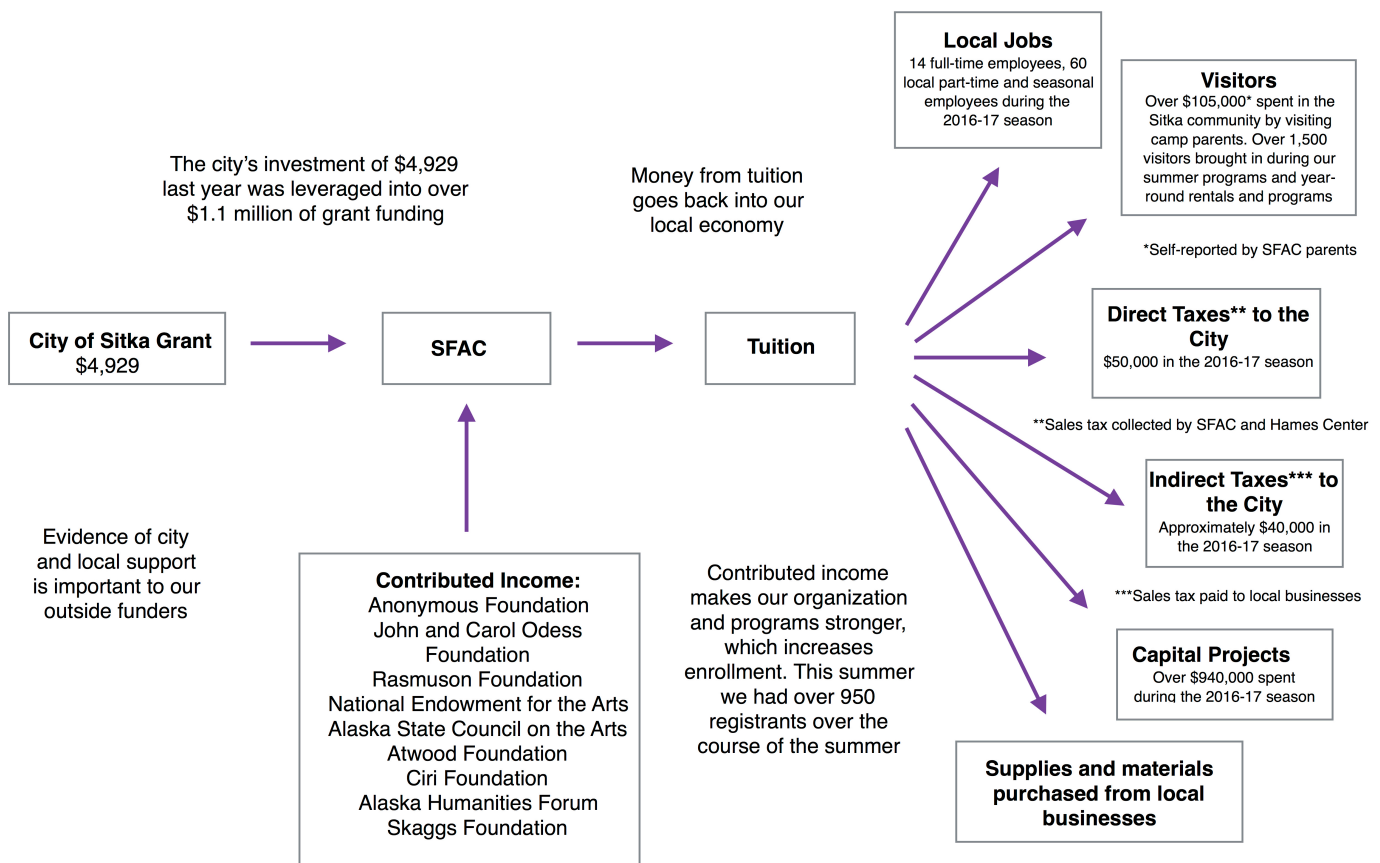 The city’s investment of $4,929
last year was leveraged into over
$1.1 million of grant funding
Money from tuition
goes back into our
local economy
City of Sitka Grant
$4,929
SFAC
Tuition
Evidence of city
and local support
is important to our
outside funders
Contributed Income:
Anonymous Foundation
John and Carol Odess
Foundation
Rasmuson Foundation
National Endowment for the Arts
Alaska State Council on the Arts
Atwood Foundation
Ciri Foundation
Alaska Humanities Forum
Skaggs Foundation
Contributed income
makes our organization
and programs stronger,
which increases
enrollment. This summer
we had over 950
registrants over the
course of the summer
Local Jobs
14 full-time employees, 60
local part-time and seasonal
employees during the
2016-17 season
Visitors
Over $105,000* spent in the
Sitka community by visiting
camp parents. Over 1,500
visitors brought in during our
summer programs and year-
round rentals and programs
*Self-reported by SFAC parents
Direct Taxes** to the
City
$50,000 in the 2016-17 season
**Sales tax collected by SFAC and Hames Center
Indirect Taxes*** to
the City
Approximately $40,000 in
the 2016-17 season
***Sales tax paid to local businesses
Capital Projects
Over $940,000 spent
during the 2016-17 season
Supplies and materials
purchased from local
businesses